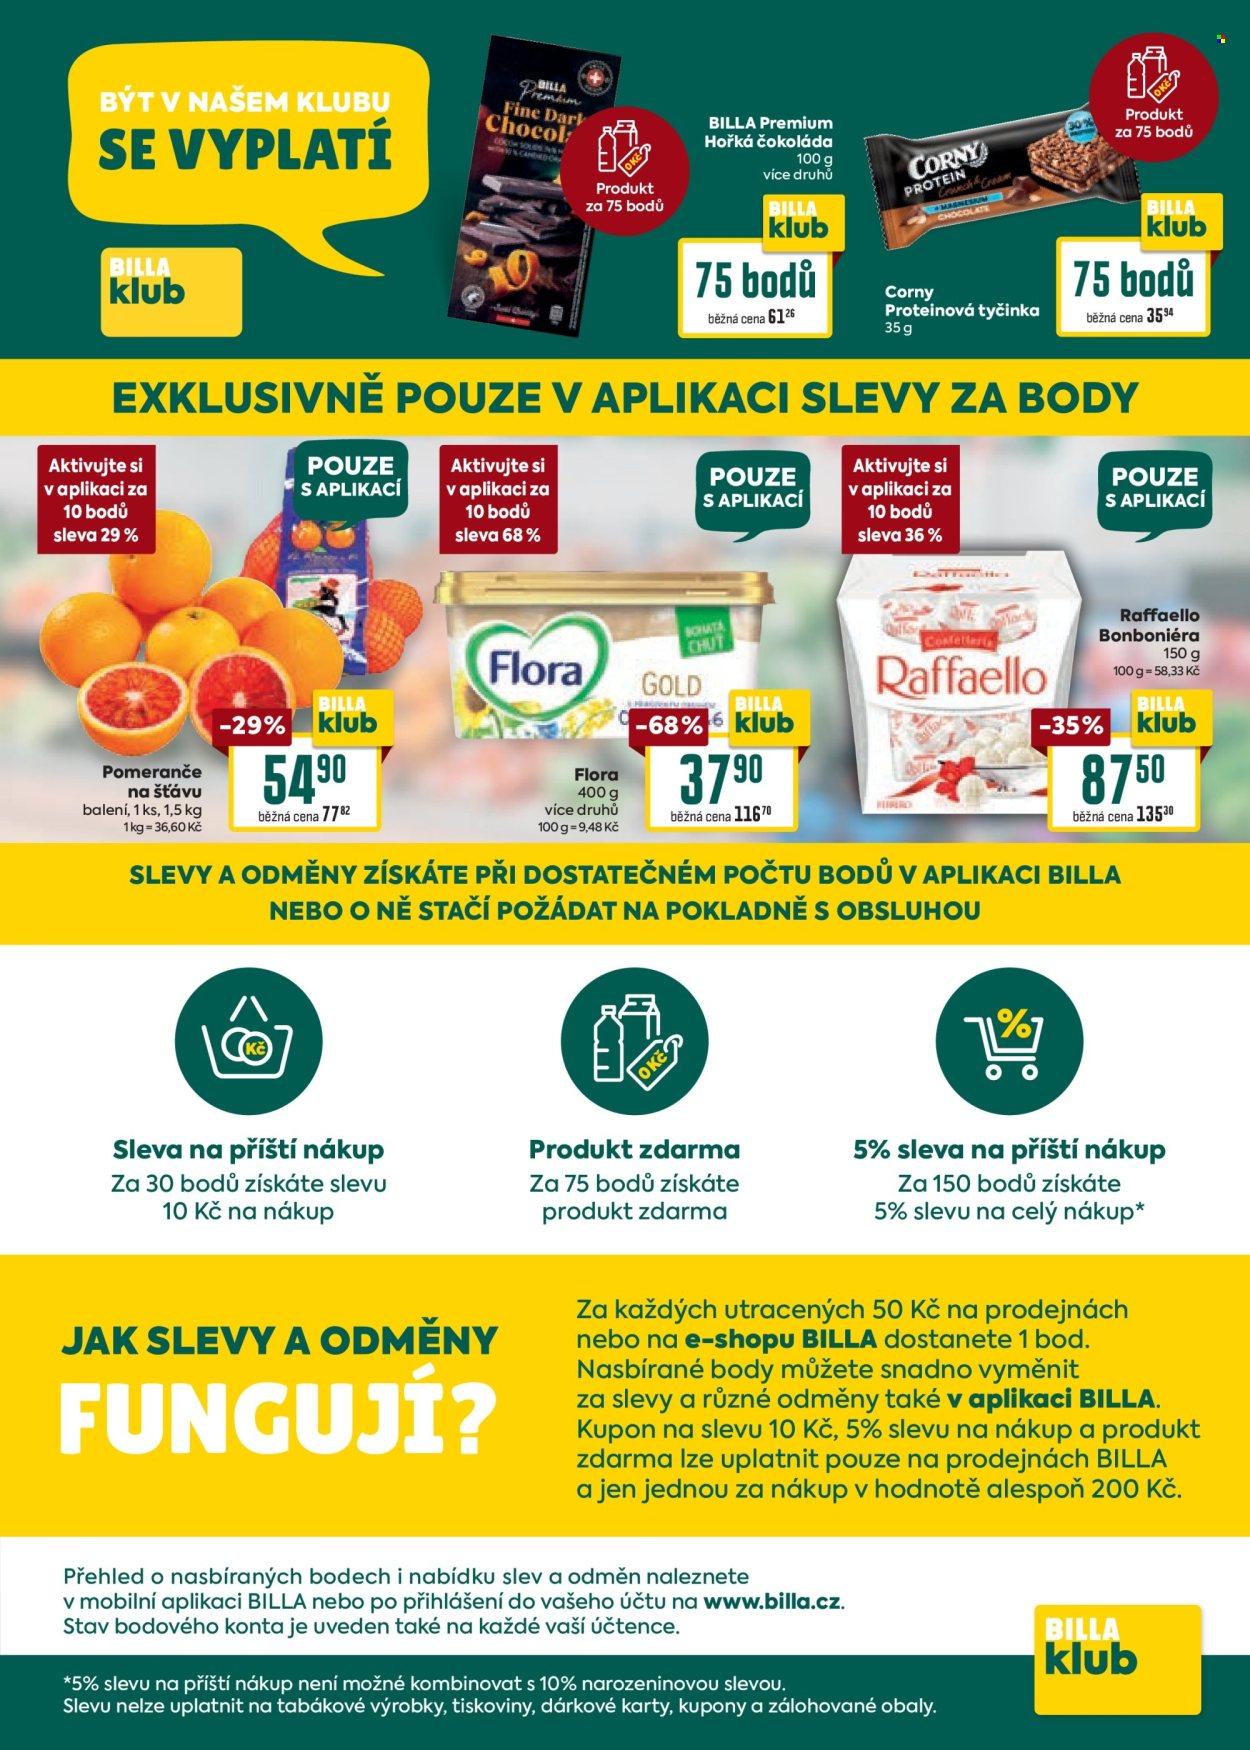 BÝT V NAŠEM KLUBU
SE VYPLATÍ
BILLA
klub
BILLA
Premium
Fine Dark
Chocola
Produkt
za 75 bodů
0 Kč
BILLA Premium
Hořká čokoláda
100 g
více druhů
BILLA
klub
75 bodů
běžná cena 61 26
CORNY
PROTEIN
Crunch & Cream
+ MAGNESIUM
CHOCOLATE
30 %
Produkt
za 75 bodů
0 Kč
Corny
Proteinová tyčinka
35 g
BILLA
klub
75 bodů
běžná cena 35 94
EXKLUSIVNĚ POUZE V APLIKACI SLEVY ZA BODY
Aktivujte si
v aplikaci za
10 bodů
sleva 29 %
POUZE
S APLIKACÍ
-29%
BILLA
klub
54 90
běžná cena 77 82
Pomeranče
na šťávu
balení, 1 ks, 1,5 kg
1 kg = 36,60 Kč
Aktivujte si
v aplikaci za
10 bodů
sleva 68 %
POUZE
S APLIKACÍ
BOHATÁ
CHUŤ
Flora
GOLD
-68%
BILLA
klub
37 90
běžná cena 116 70
Flora
400 g
více druhů
100 g = 9,48 Kč
Aktivujte si
v aplikaci za
10 bodů
sleva 36 %
POUZE
S APLIKACÍ
Raffaello
Confetteria
Raffaello
FERRERO
Raffaello
Bonboniéra
150 g
100 g = 58,33 Kč
-35%
BILLA
klub
87 50
běžná cena 135 30
SLEVY A ODMĚNY ZÍSKÁTE PŘI DOSTATEČNÉM POČTU BODŮ V APLIKACI BILLA
NEBO O NĚ STAČÍ POŽÁDAT NA POKLADNĚ S OBSLUHOU
Kč
Sleva na příští nákup
Za 30 bodů získáte slevu
10 Kč na nákup
0 Kč
Produkt zdarma
Za 75 bodů získáte
produkt zdarma
%
5% sleva na příští nákup
Za 150 bodů získáte
5% slevu na celý nákup*
JAK SLEVY A ODMĚNY
FUNGUJÍ?
Za každých utracených 50 Kč na prodejnách
nebo na e-shopu BILLA dostanete 1 bod.
Nasbírané body můžete snadno vyměnit
za slevy a různé odměny také v aplikaci BILLA.
Kupon na slevu 10 Kč, 5% slevu na nákup a produkt
zdarma lze uplatnit pouze na prodejnách BILLA
a jen jednou za nákup v hodnotě alespoň 200 Kč.
Přehled o nasbíraných bodech i nabídku slev a odměn naleznete
v mobilní aplikaci BILLA nebo po přihlášení do vašeho účtu na www.billa.cz.
Stav bodového konta je uveden také na každé vaší účtence.
BILLA
klub
*5% slevu na příští nákup není možné kombinovat s 10% narozeninovou slevou.
Slevu nelze uplatnit na tabákové výrobky, tiskoviny, dárkové karty, kupony a zálohované obaly.